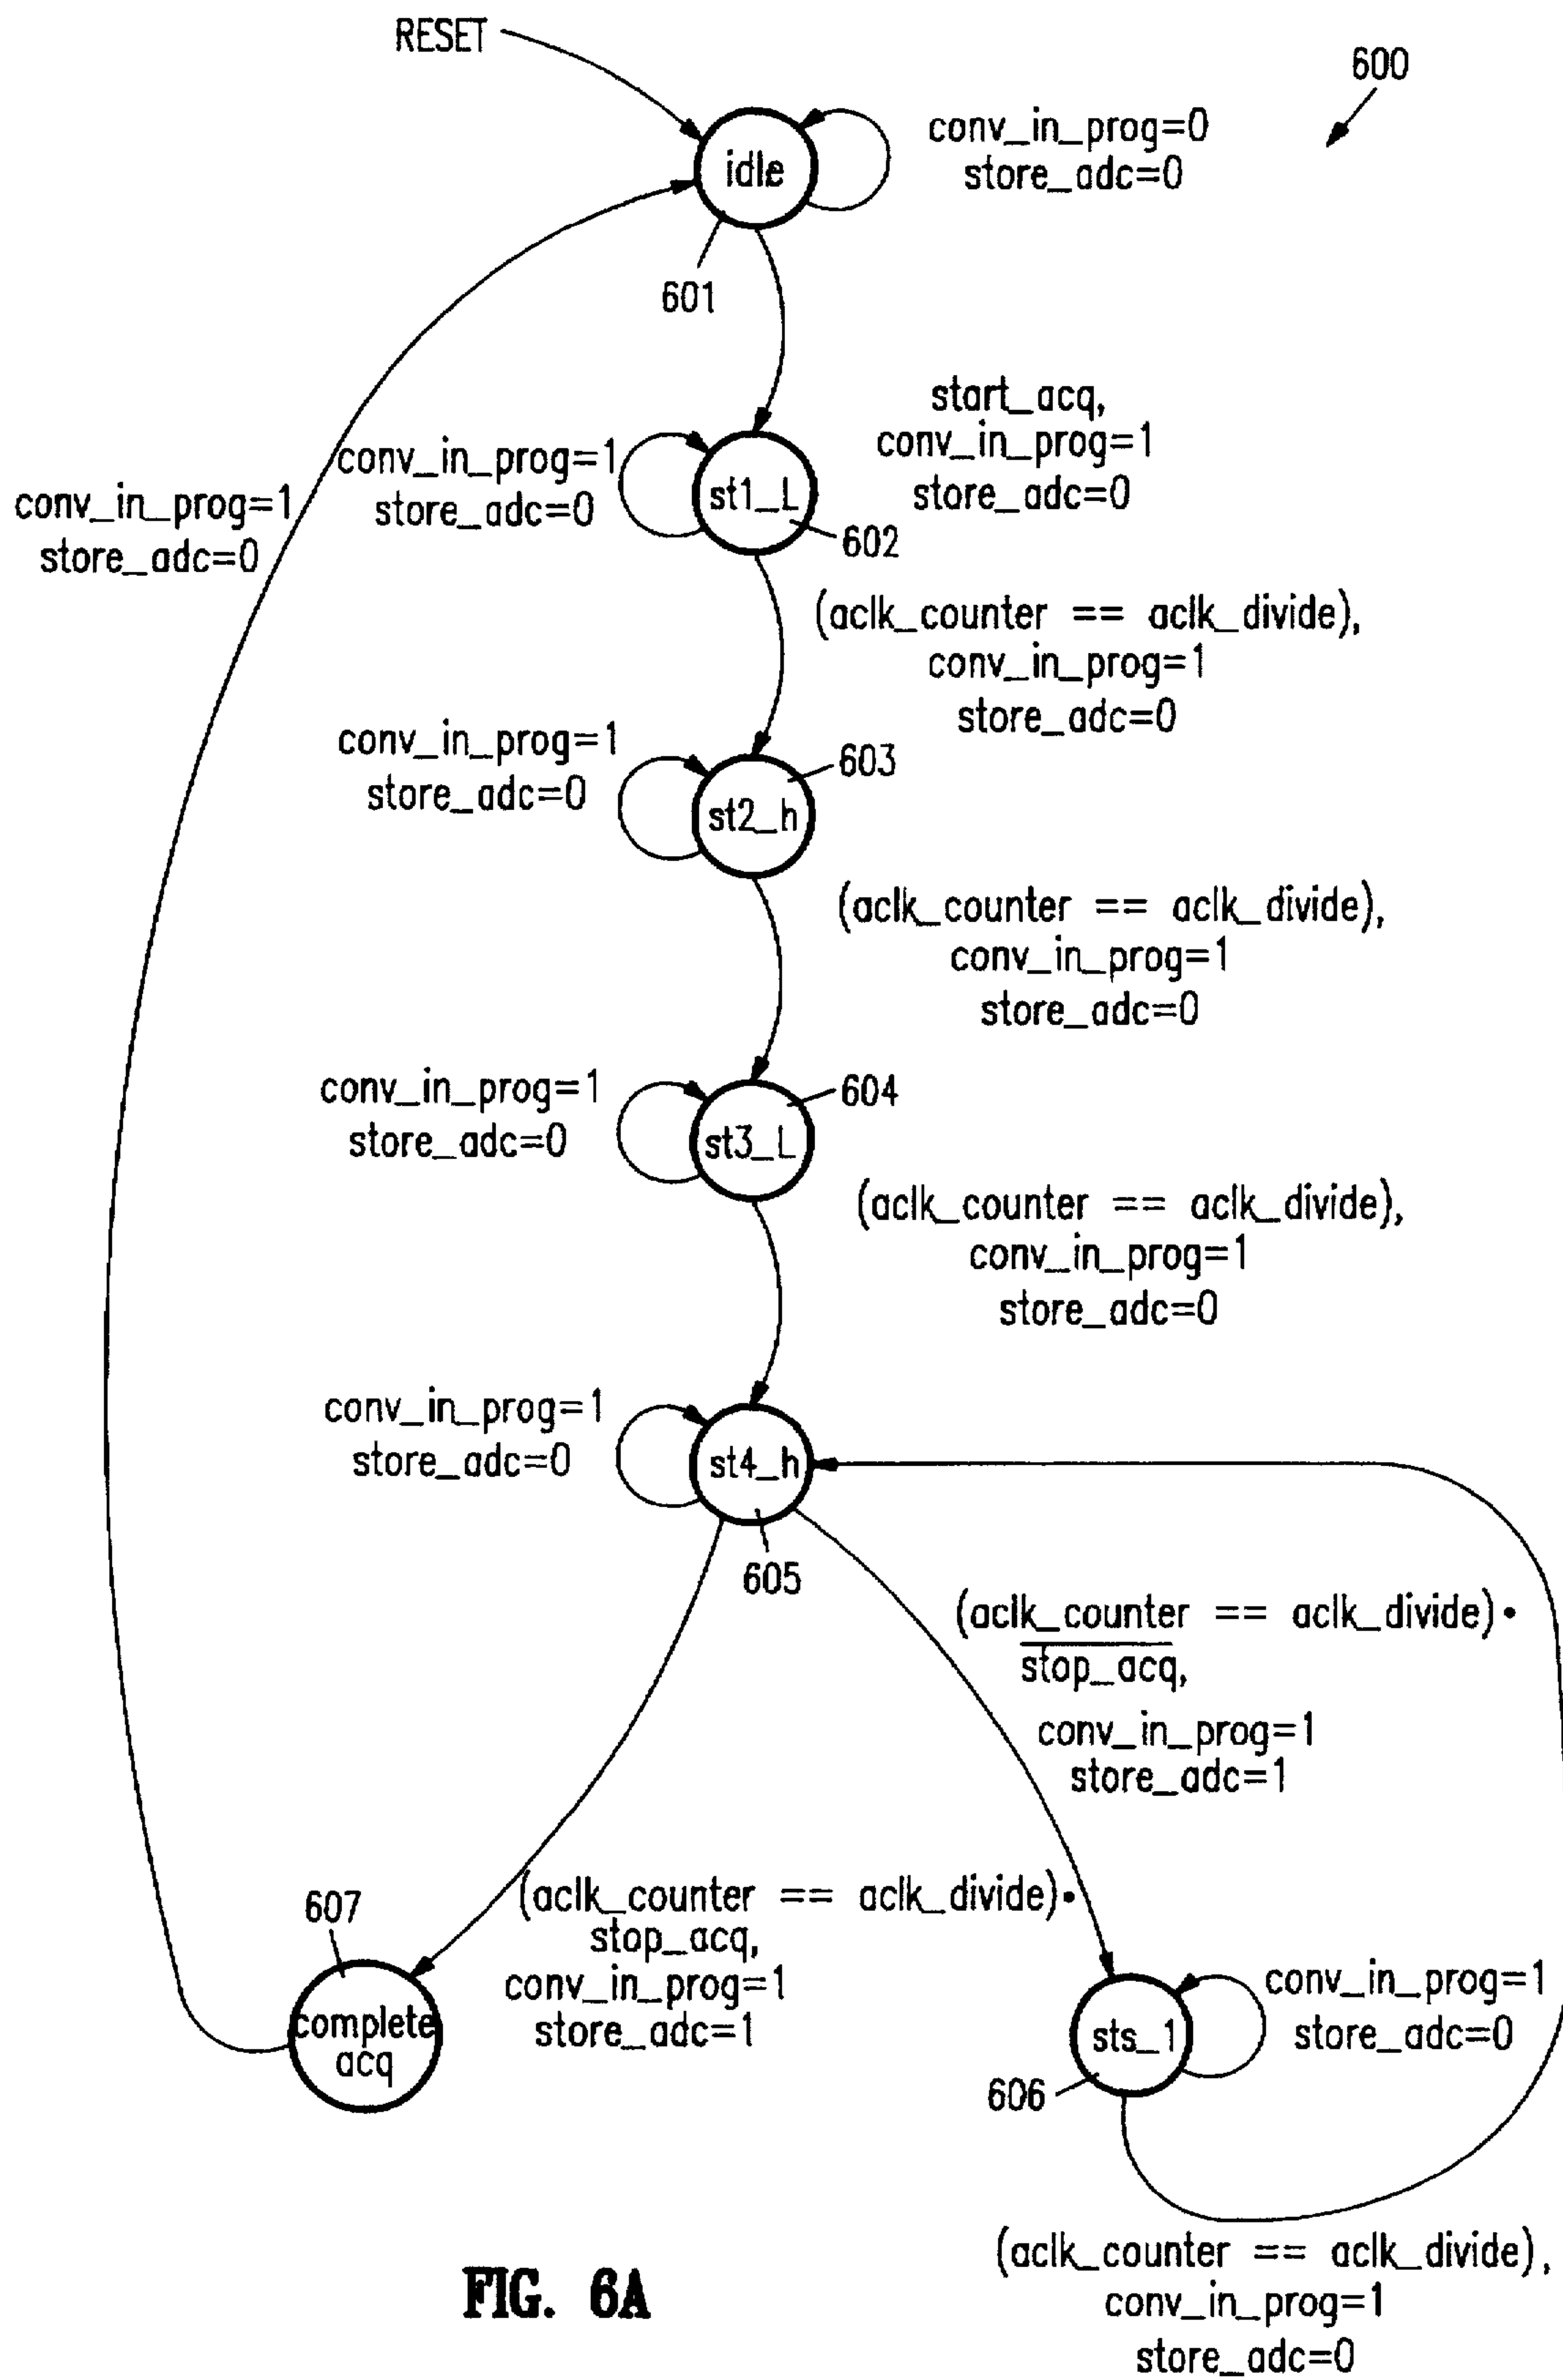 RESET
600
idle
conv_in_prog=0
store_adc=0
601
start_acq,
conv_in_prog=1
store_adc=0
conv_in_prog=1
store_adc=0
conv_in_prog=1
store_adc=0
st1_L
602
(aclk_counter == aclk_divide),
conv_in_prog=1
store_adc=0
conv_in_prog=1
store_adc=0
603
st2_h
(aclk_counter == aclk_divide),
conv_in_prog=1
store_adc=0
conv_in_prog=1
store_adc=0
604
st3_L
(aclk_counter == aclk_divide),
conv_in_prog=1
store_adc=0
conv_in_prog=1
store_adc=0
st4_h
605
(aclk_counter == aclk_divide)•
s̅t̅o̅p̅_̅a̅c̅q̅,
conv_in_prog=1
store_adc=1
607
(aclk_counter == aclk_divide)•
stop_acq,
conv_in_prog=1
store_adc=1
complete
acq
sts_1
conv_in_prog=1
store_adc=0
606
(aclk_counter == aclk_divide),
conv_in_prog=1
store_adc=0
FIG. 6A